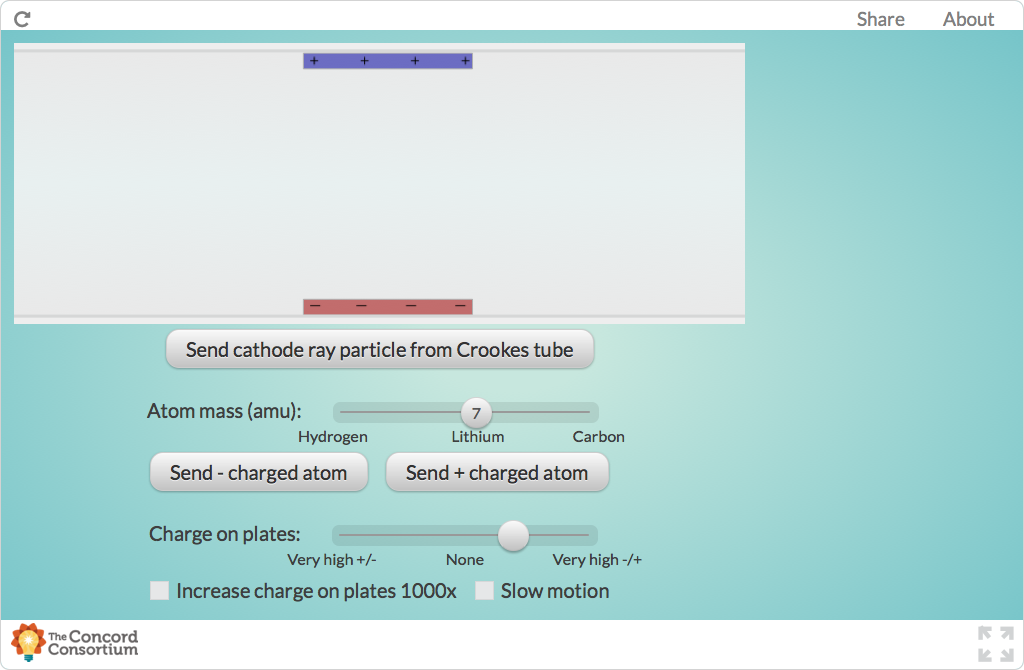 Share About
+ + + +
− − − −
Send cathode ray particle from Crookes tube
Atom mass (amu): 7
Hydrogen Lithium Carbon
Send - charged atom Send + charged atom
Charge on plates:
Very high +/- None Very high -/+
Increase charge on plates 1000x Slow motion
The Concord
Consortium